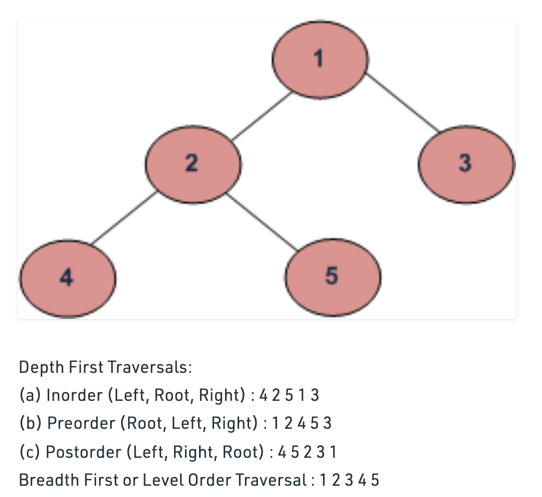 1
2 3
4 5
Depth First Traversals:
(a) Inorder (Left, Root, Right) : 4 2 5 1 3
(b) Preorder (Root, Left, Right) : 1 2 4 5 3
(c) Postorder (Left, Right, Root) : 4 5 2 3 1
Breadth First or Level Order Traversal : 1 2 3 4 5